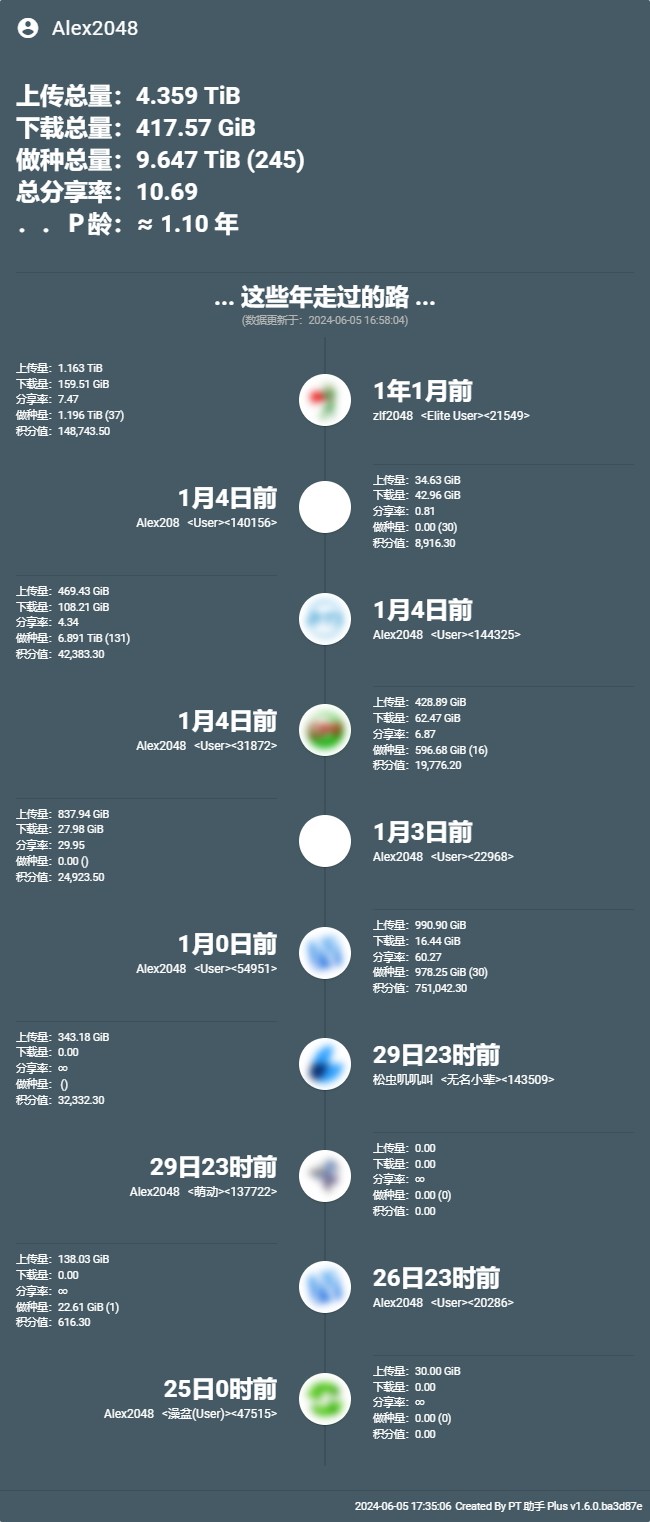 Alex2048
上传总量：4.359 TiB
下载总量：417.57 GiB
做种总量：9.647 TiB (245)
总分享率：10.69
．．Ｐ龄：≈ 1.10 年
... 这些年走过的路 ...
(数据更新于：2024-06-05 16:58:04)
上传量：1.163 TiB
下载量：159.51 GiB
分享率：7.47
做种量：1.196 TiB (37)
积分值：148,743.50
1年1月前
zlf2048 <Elite User><21549>
1月4日前
Alex208 <User><140156>
上传量：34.63 GiB
下载量：42.96 GiB
分享率：0.81
做种量：0.00 (30)
积分值：8,916.30
上传量：469.43 GiB
下载量：108.21 GiB
分享率：4.34
做种量：6.891 TiB (131)
积分值：42,383.30
1月4日前
Alex2048 <User><144325>
1月4日前
Alex2048 <User><31872>
上传量：428.89 GiB
下载量：62.47 GiB
分享率：6.87
做种量：596.68 GiB (16)
积分值：19,776.20
上传量：837.94 GiB
下载量：27.98 GiB
分享率：29.95
做种量：0.00 ()
积分值：24,923.50
1月3日前
Alex2048 <User><22968>
1月0日前
Alex2048 <User><54951>
上传量：990.90 GiB
下载量：16.44 GiB
分享率：60.27
做种量：978.25 GiB (30)
积分值：751,042.30
上传量：343.18 GiB
下载量：0.00
分享率：∞
做种量： ()
积分值：32,332.30
29日23时前
松虫叽叽叫 <无名小辈><143509>
29日23时前
Alex2048 <萌动><137722>
上传量：0.00
下载量：0.00
分享率：∞
做种量：0.00 (0)
积分值：0.00
上传量：138.03 GiB
下载量：0.00
分享率：∞
做种量：22.61 GiB (1)
积分值：616.30
26日23时前
Alex2048 <User><20286>
25日0时前
Alex2048 <澡盆(User)><47515>
上传量：30.00 GiB
下载量：0.00
分享率：∞
做种量：0.00 (0)
积分值：0.00
2024-06-05 17:35:06 Created By PT 助手 Plus v1.6.0.ba3d87e